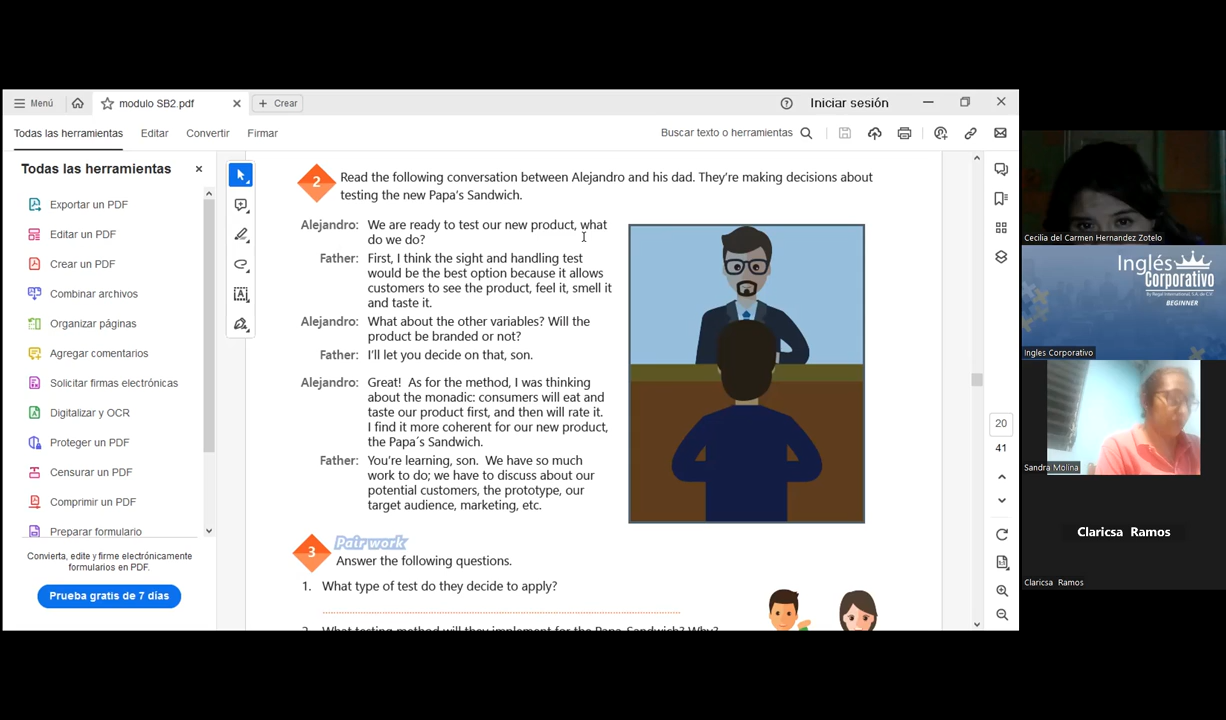 Menú
modulo SB2.pdf
Crear
Iniciar sesión
Todas las herramientas
Editar
Convertir
Firmar
Buscar texto o herramientas
Todas las herramientas
Exportar un PDF
Editar un PDF
Crear un PDF
Combinar archivos
Organizar páginas
Agregar comentarios
Solicitar firmas electrónicas
Digitalizar y OCR
Proteger un PDF
Censurar un PDF
Comprimir un PDF
Preparar formulario
Convierta, edite y firme electrónicamente
formularios en PDF.
Prueba gratis de 7 días
2
Read the following conversation between Alejandro and his dad. They're making decisions about
testing the new Papa's Sandwich.
Alejandro: We are ready to test our new product, what
do we do?
Father: First, I think the sight and handling test
would be the best option because it allows
customers to see the product, feel it, smell it
and taste it.
Alejandro: What about the other variables? Will the
product be branded or not?
Father: I'll let you decide on that, son.
Alejandro: Great! As for the method, I was thinking
about the monadic: consumers will eat and
taste our product first, and then will rate it.
I find it more coherent for our new product,
the Papa´s Sandwich.
Father: You're learning, son. We have so much
work to do; we have to discuss about our
potential customers, the prototype, our
target audience, marketing, etc.
3
Pair work
Answer the following questions.
1. What type of test do they decide to apply?
2. What testing method will they implement for the Papa Sandwich? Why?
20
41
Cecilia del Carmen Hernandez Zotelo
Inglés
Corporativo
BEGINNER
Ingles Corporativo
Sandra Molina
Claricsa Ramos
Claricsa Ramos